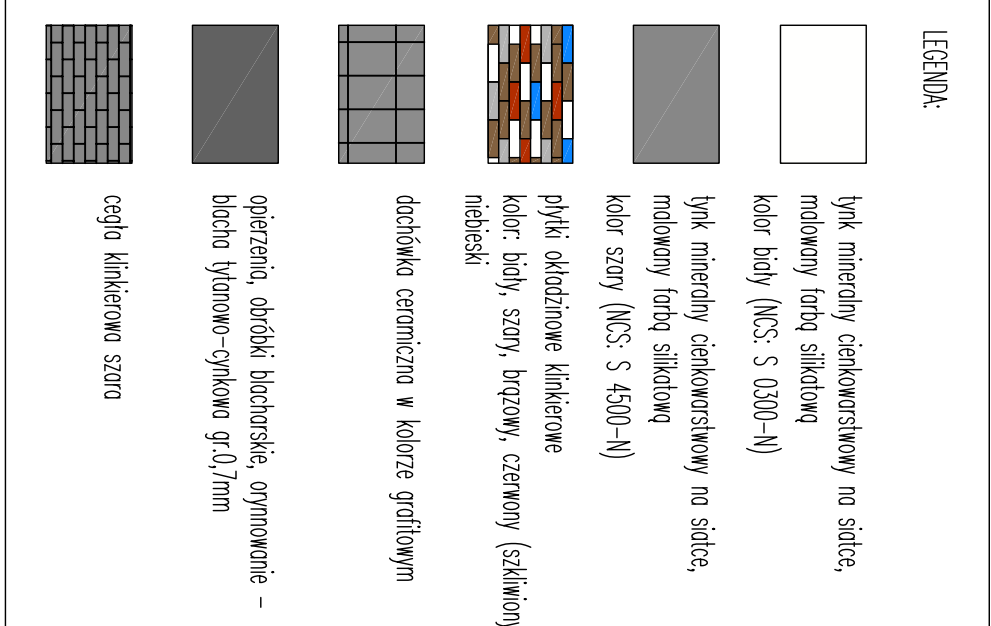 LEGENDA:
tynk mineralny cienkowarstwowy na siatce,
malowany farbą silikatową
kolor biały (NCS: S 0300-N)
tynk mineralny cienkowarstwowy na siatce,
malowany farbą silikatową
kolor szary (NCS: S 4500-N)
płytki okładzinowe klinkierowe
kolor: biały, szary, brązowy, czerwony (szkliwiony
niebieski
dachówka ceramiczna w kolorze grafitowym
opierzenia, obróbki blacharskie, orynnowanie -
blacha tytanowo-cynkowa gr.0,7mm
cegła klinkierowa szara